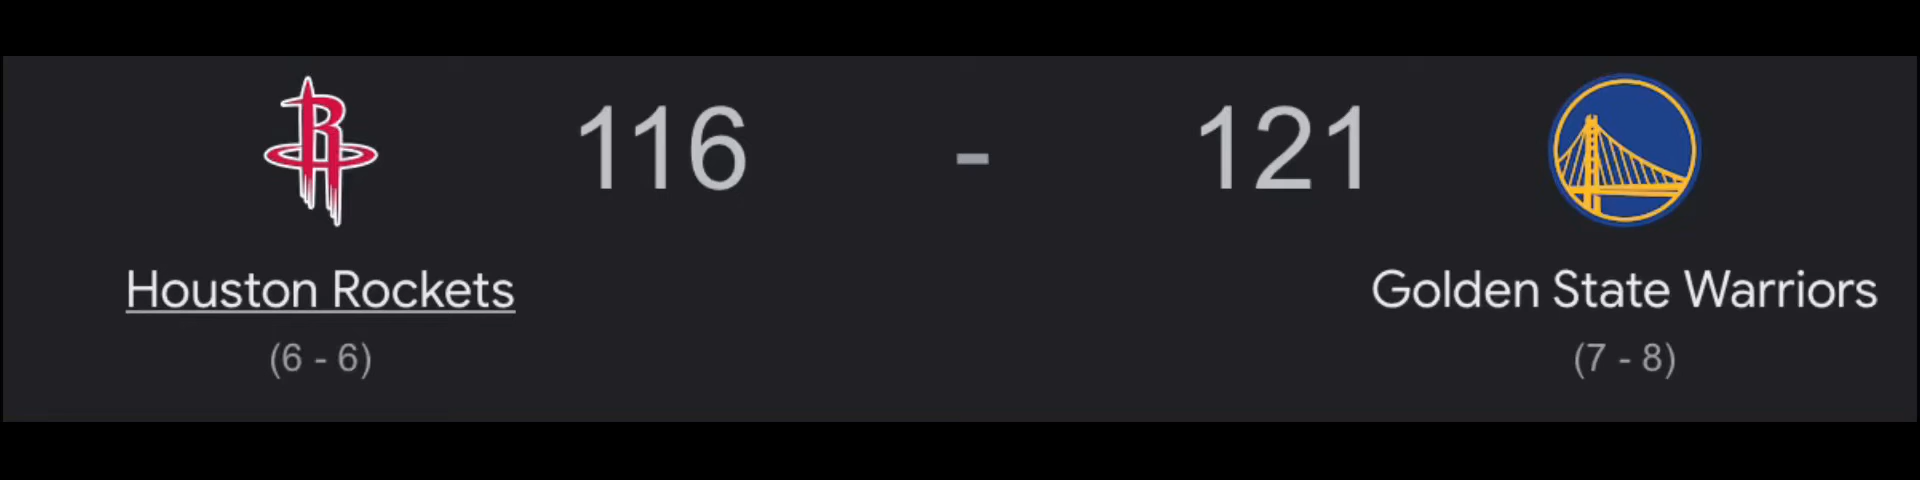 116 - 121
Houston Rockets Golden State Warriors
(6 - 6) (7 - 8)